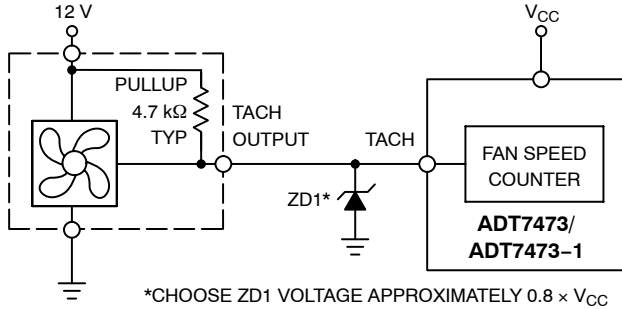 12 V
VCC
PULLUP
4.7 kΩ
TYP
TACH
OUTPUT
TACH
FAN SPEED
COUNTER
ZD1*
ADT7473/
ADT7473−1
*CHOOSE ZD1 VOLTAGE APPROXIMATELY 0.8 × VCC